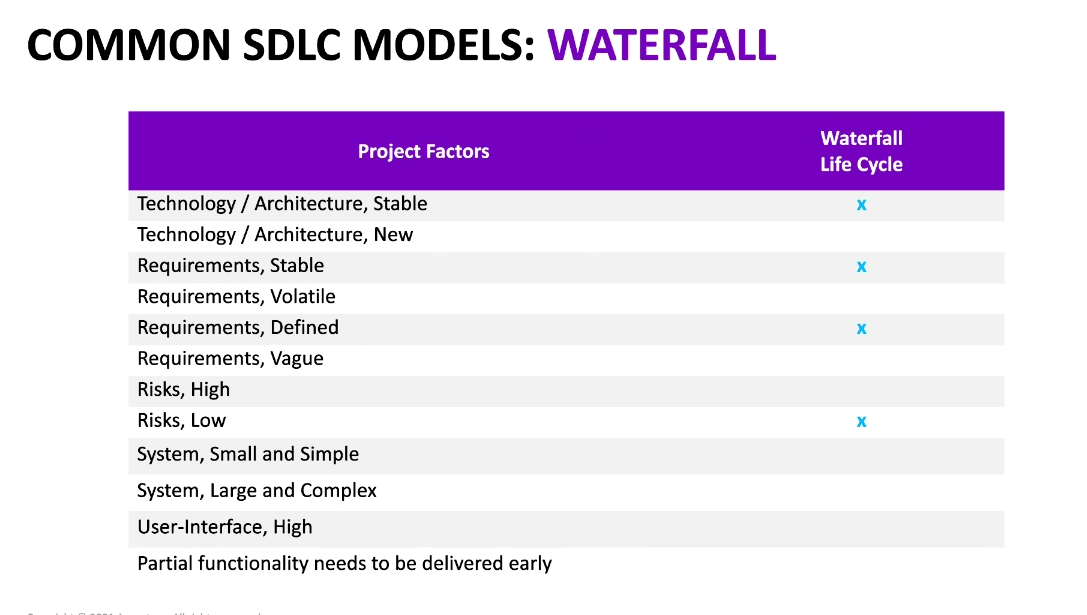 COMMON SDLC MODELS: WATERFALL
Project Factors
Waterfall
Life Cycle
Technology / Architecture, Stable x
Technology / Architecture, New
Requirements, Stable x
Requirements, Volatile
Requirements, Defined x
Requirements, Vague
Risks, High
Risks, Low x
System, Small and Simple
System, Large and Complex
User-Interface, High
Partial functionality needs to be delivered early